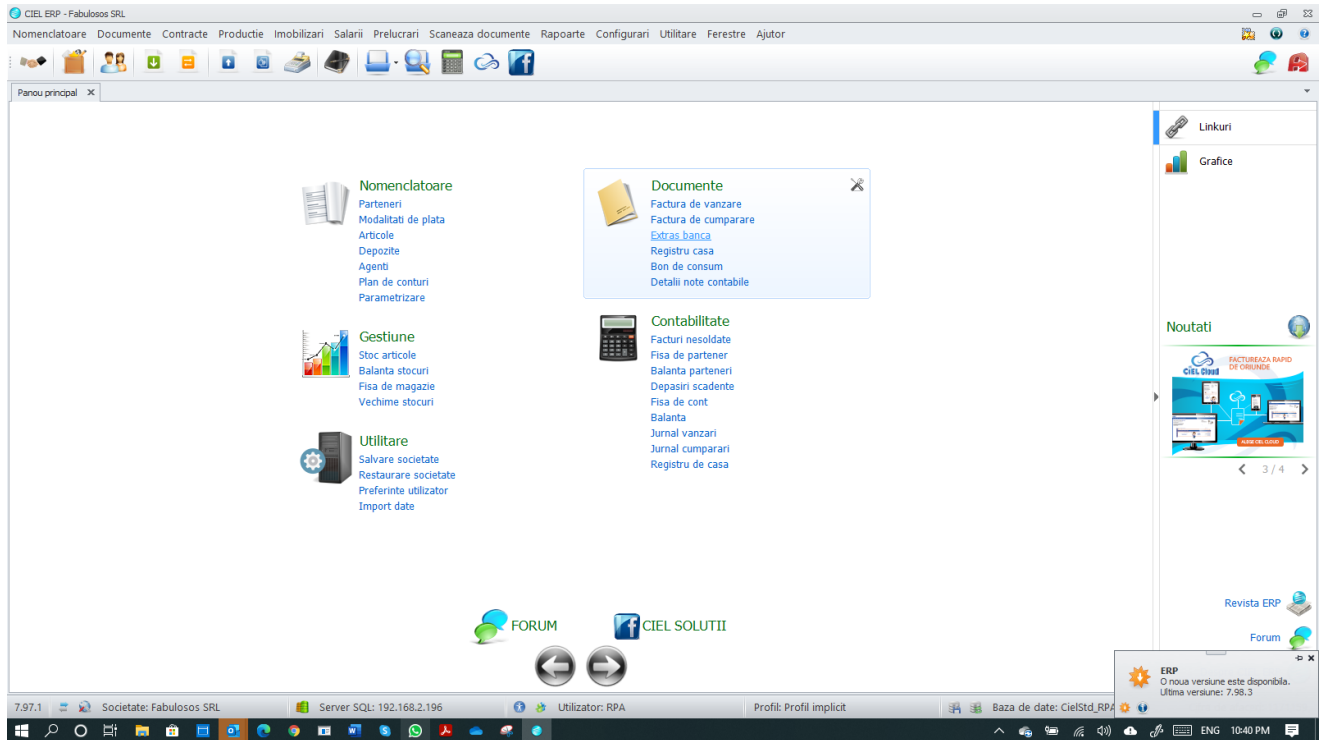 CIEL ERP - Fabulosos SRL
Nomenclatoare Documente Contracte Productie Imobilizari Salarii Prelucrari Scaneaza documente Rapoarte Configurari Utilitare Ferestre Ajutor
Panou principal
Nomenclatoare
Parteneri
Modalitati de plata
Articole
Depozite
Agenti
Plan de conturi
Parametrizare
Documente
Factura de vanzare
Factura de cumparare
Extras banca
Registru casa
Bon de consum
Detalii note contabile
Gestiune
Stoc articole
Balanta stocuri
Fisa de magazie
Vechime stocuri
Contabilitate
Facturi nesoldate
Fisa de partener
Balanta parteneri
Depasiri scadente
Fisa de cont
Balanta
Jurnal vanzari
Jurnal cumparari
Registru de casa
Utilitare
Salvare societate
Restaurare societate
Preferinte utilizator
Import date
FORUM
CIEL SOLUTII
Linkuri
Grafice
Noutati
CIEL Cloud
FACTUREAZA RAPID
DE ORIUNDE
ALEGE CIEL CLOUD
3 / 4
Revista ERP
Forum
ERP
O noua versiune este disponibila.
Ultima versiune: 7.98.3
7.97.1 Societate: Fabulosos SRL Server SQL: 192.168.2.196 Utilizator: RPA Profil: Profil implicit Baza de date: CielStd_RPA
ENG 10:40 PM